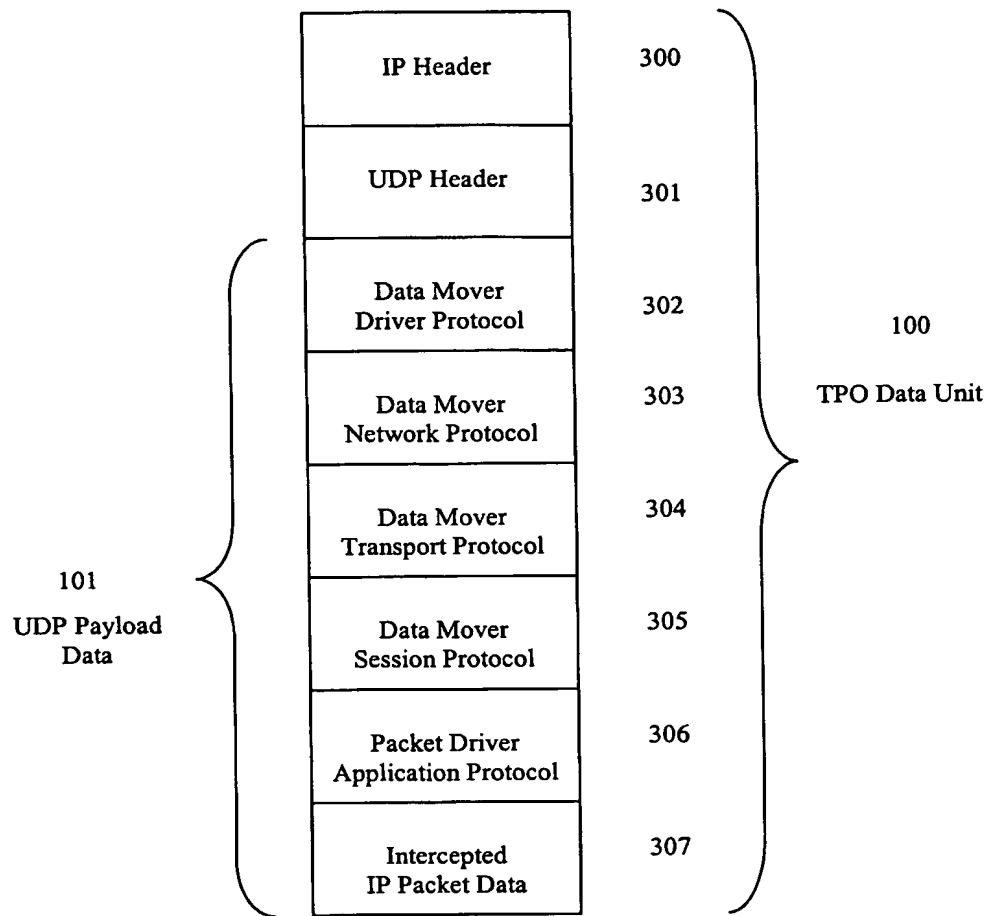 IP Header
300
UDP Header
301
Data Mover
Driver Protocol
302
100
TPO Data Unit
Data Mover
Network Protocol
303
Data Mover
Transport Protocol
304
101
UDP Payload
Data
Data Mover
Session Protocol
305
Packet Driver
Application Protocol
306
Intercepted
IP Packet Data
307